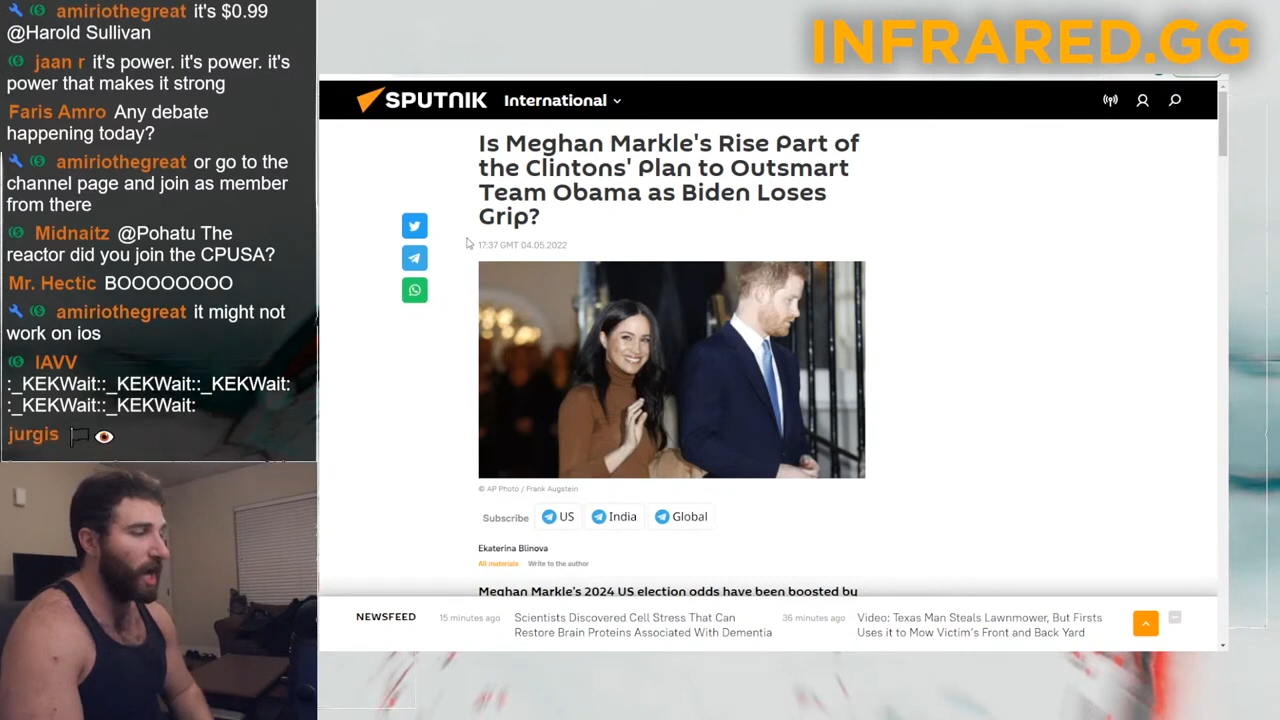 amiriothegreat it's $0.99
@Harold Sullivan
jaan r it's power. it's power. it's
power that makes it strong
Faris Amro Any debate
happening today?
amiriothegreat or go to the
channel page and join as member
from there
Midnaitz @Pohatu The
reactor did you join the CPUSA?
Mr. Hectic BOOOOOOOO
amiriothegreat it might not
work on ios
IAVV
:_KEKWait::_KEKWait::_KEKWait:
:_KEKWait::_KEKWait:
jurgis
INFRARED.GG
SPUTNIK International
Is Meghan Markle's Rise Part of
the Clintons' Plan to Outsmart
Team Obama as Biden Loses
Grip?
17:37 GMT 04.05.2022
© AP Photo / Frank Augstein
Subscribe US India Global
Ekaterina Blinova
All materials Write to the author
Meghan Markle's 2024 US election odds have been boosted by
NEWSFEED
15 minutes ago
Scientists Discovered Cell Stress That Can
Restore Brain Proteins Associated With Dementia
36 minutes ago
Video: Texas Man Steals Lawnmower, But Firsts
Uses it to Mow Victim's Front and Back Yard